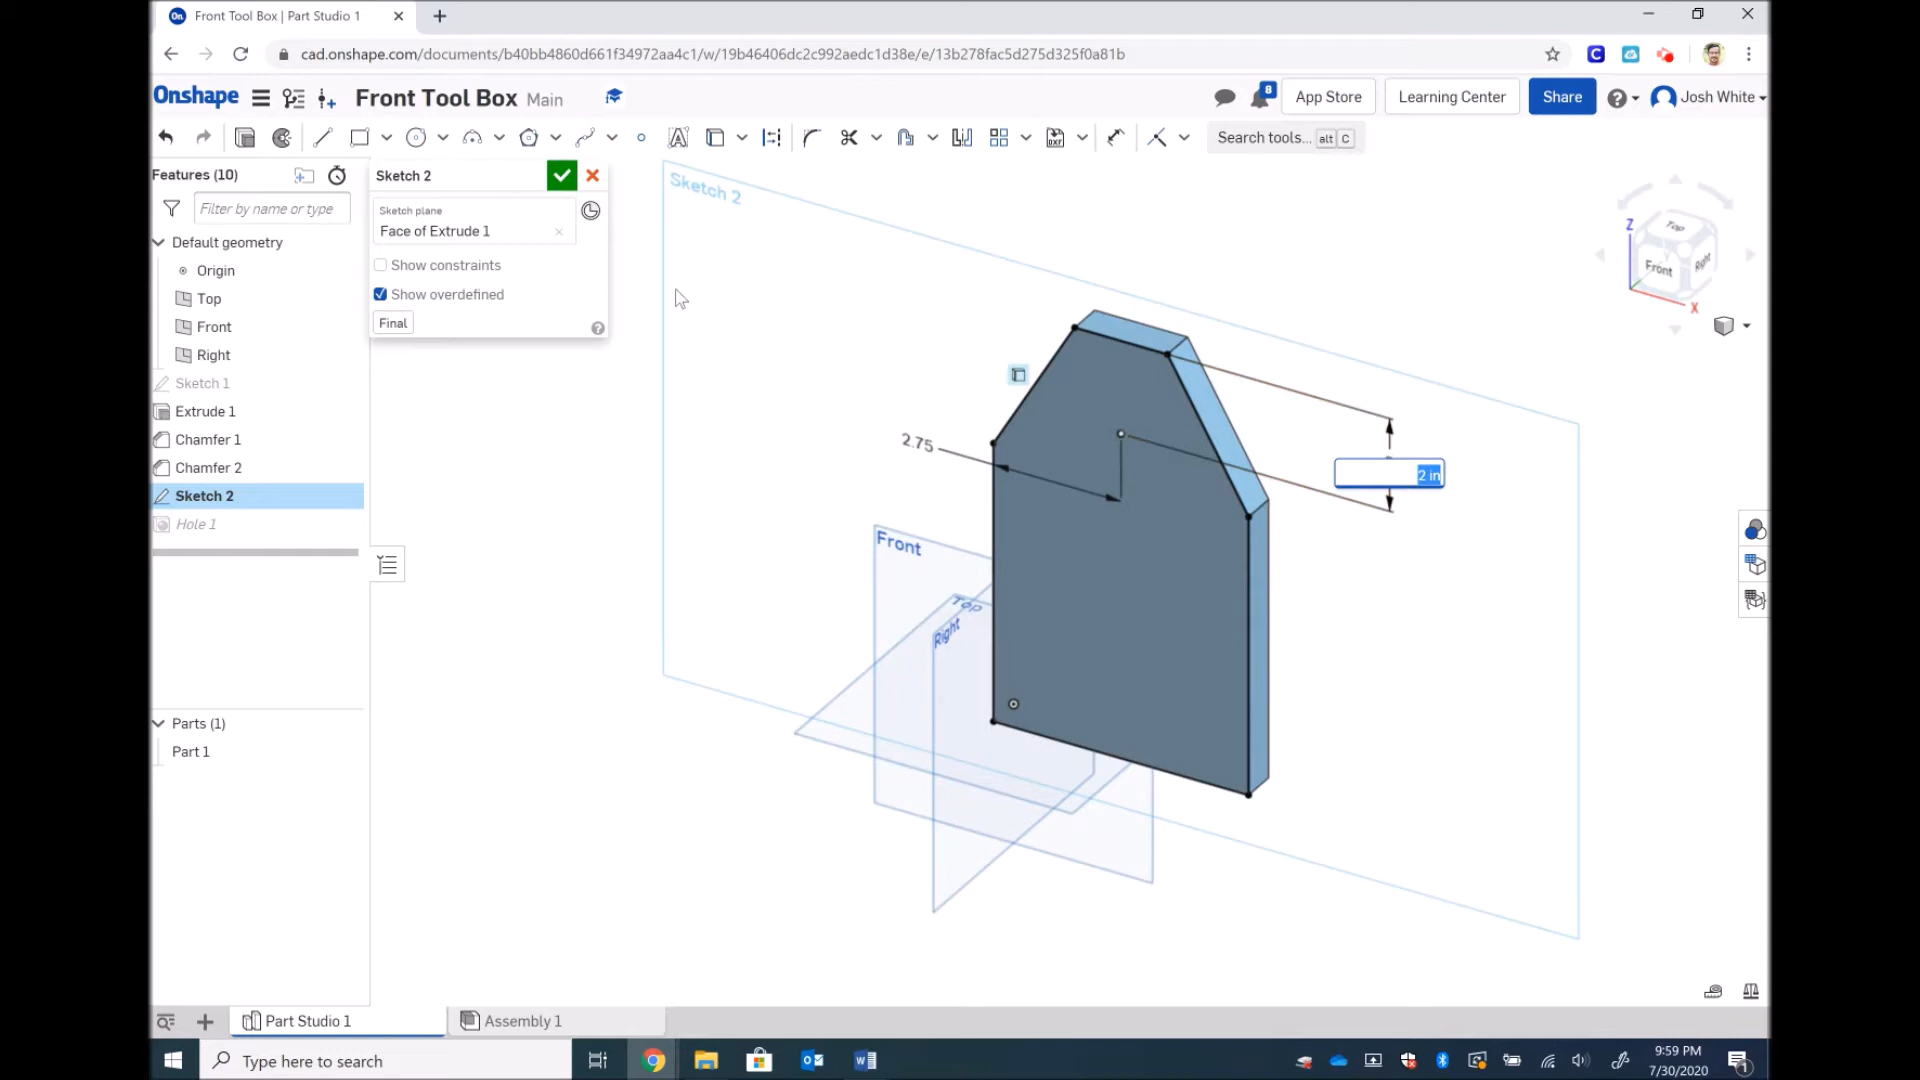 Front Tool Box | Part Studio 1
cad.onshape.com/documents/b40bb4860d661f34972aa4c1/w/19b46406dc2c992aedc1d38e/e/13b278fac5d275d325f0a81b
Onshape Front Tool Box Main 8 App Store Learning Center Share Josh White
Search tools... alt C
Features (10)
Filter by name or type
Default geometry
Origin
Top
Front
Right
Sketch 1
Extrude 1
Chamfer 1
Chamfer 2
Sketch 2
Hole 1
Parts (1)
Part 1
Sketch 2
Sketch plane
Face of Extrude 1
Show constraints
Show overdefined
Final
Sketch 2
2.75
2 in
Front
Top
Right
Z
Top
Front
Right
X
Part Studio 1
Assembly 1
Type here to search
9:59 PM
7/30/2020